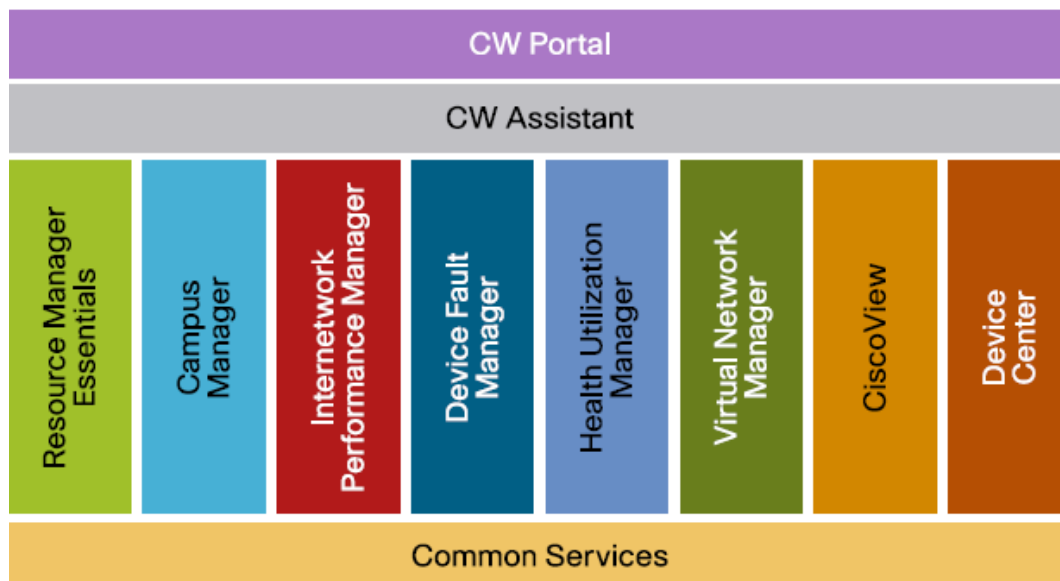 CW Portal
CW Assistant
Resource Manager
Essentials
Campus
Manager
Internetwork
Performance Manager
Device Fault
Manager
Health Utilization
Manager
Virtual Network
Manager
CiscoView
Device
Center
Common Services